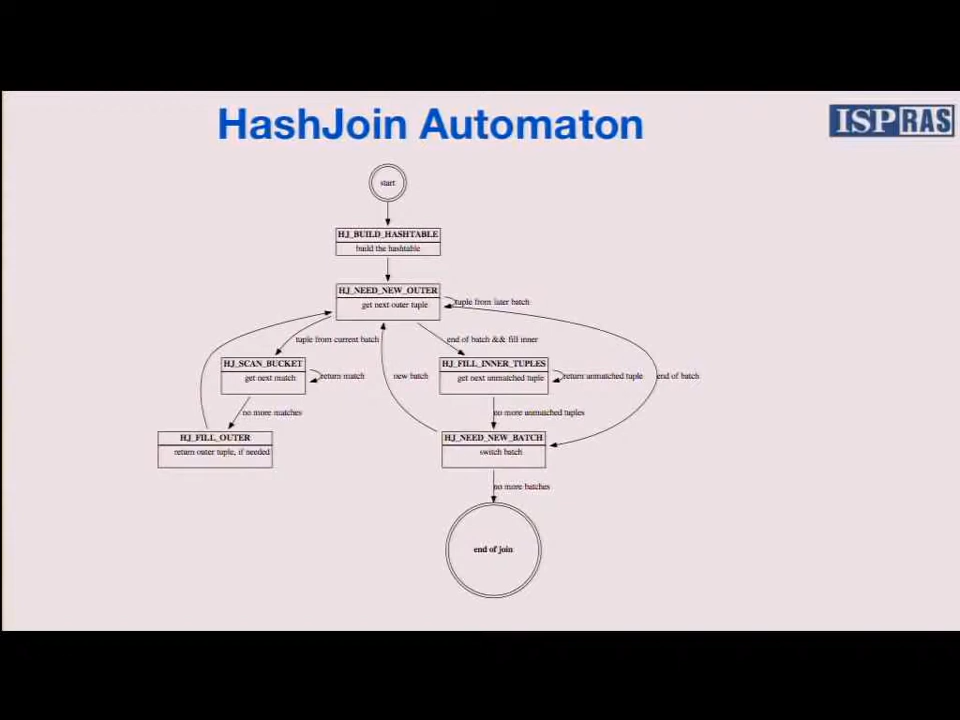 HashJoin Automaton
ISPRAS
start
HJ_BUILD_HASHTABLE
build the hashtable
HJ_NEED_NEW_OUTER
get next outer tuple
tuple from later batch
tuple from current batch
end of batch && fill inner
HJ_SCAN_BUCKET
get next match
return match
new batch
HJ_FILL_INNER_TUPLES
get next unmatched tuple
return unmatched tuple
end of batch
no more matches
no more unmatched tuples
HJ_FILL_OUTER
return outer tuple, if needed
HJ_NEED_NEW_BATCH
switch batch
no more batches
end of join